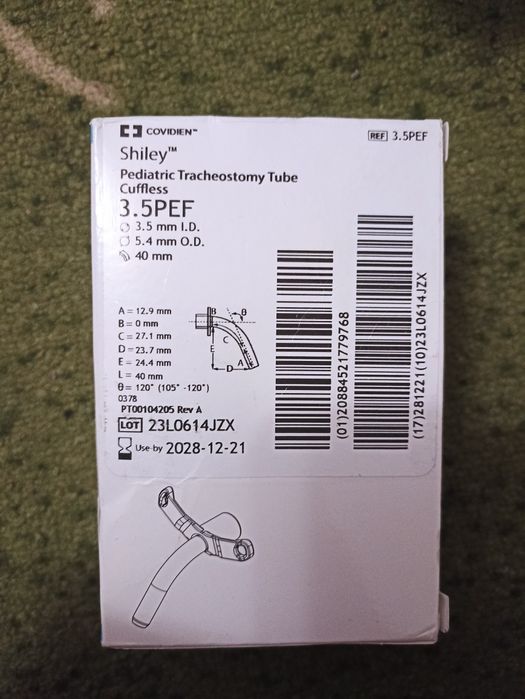 COVIDIEN™
REF 3.5PEF
Shiley™
Pediatric Tracheostomy Tube
Cuffless
3.5PEF
3.5 mm I.D.
5.4 mm O.D.
40 mm
A = 12.9 mm
B = 0 mm
C = 27.1 mm
D = 23.7 mm
E = 24.4 mm
L = 40 mm
θ = 120° (105° -120°)
0378
PT00104205 Rev A
LOT 23L0614JZX
Use-by 2028-12-21
B
θ
C
E
A
D
(01)20884521779768
(17)281221(10)23L0614JZX